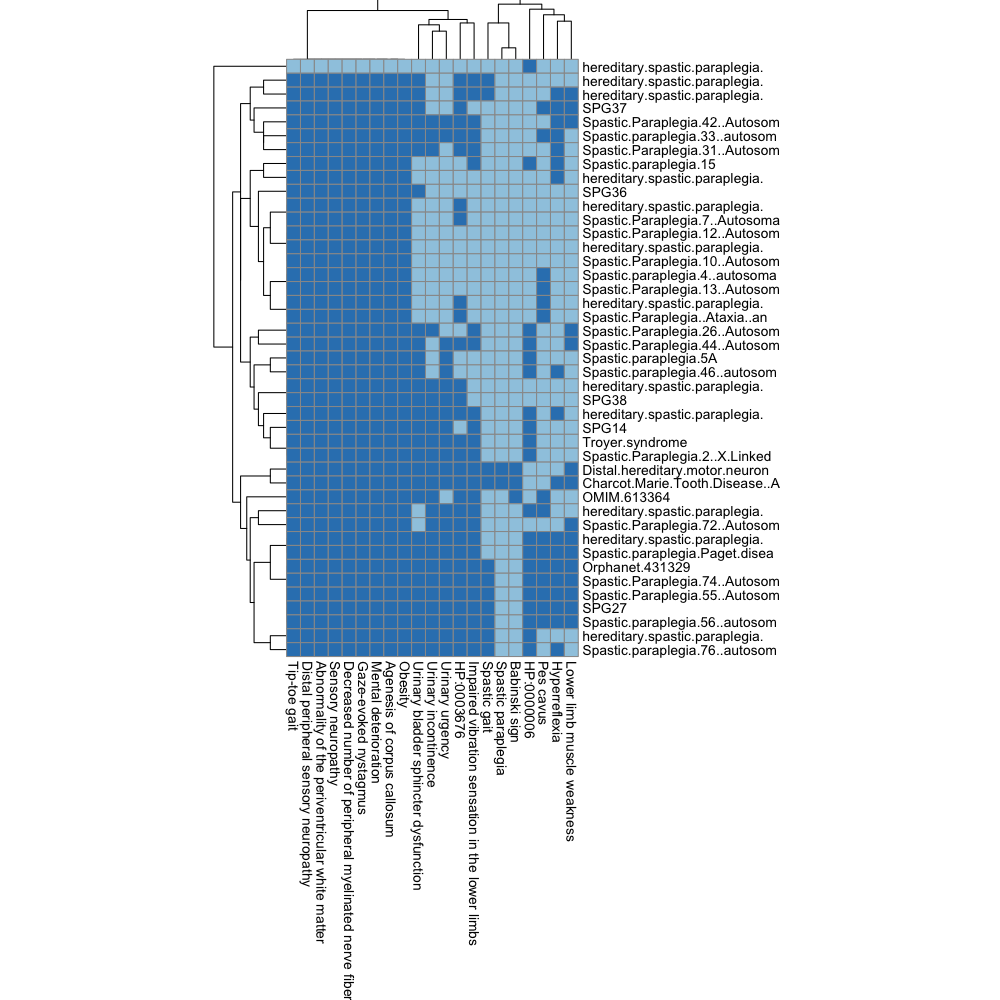 hereditary.spastic.paraplegia.
hereditary.spastic.paraplegia.
hereditary.spastic.paraplegia.
SPG37
Spastic.Paraplegia.42..Autosom
Spastic.paraplegia.33..autosom
Spastic.Paraplegia.31..Autosom
Spastic.paraplegia.15
hereditary.spastic.paraplegia.
SPG36
hereditary.spastic.paraplegia.
Spastic.Paraplegia.7..Autosoma
Spastic.Paraplegia.12..Autosom
hereditary.spastic.paraplegia.
Spastic.Paraplegia.10..Autosom
Spastic.paraplegia.4..autosoma
Spastic.Paraplegia.13..Autosom
hereditary.spastic.paraplegia.
Spastic.Paraplegia..Ataxia..an
Spastic.Paraplegia.26..Autosom
Spastic.Paraplegia.44..Autosom
Spastic.paraplegia.5A
Spastic.paraplegia.46..autosom
hereditary.spastic.paraplegia.
SPG38
hereditary.spastic.paraplegia.
SPG14
Troyer.syndrome
Spastic.Paraplegia.2..X.Linked
Distal.hereditary.motor.neuron
Charcot.Marie.Tooth.Disease..A
OMIM.613364
hereditary.spastic.paraplegia.
Spastic.Paraplegia.72..Autosom
hereditary.spastic.paraplegia.
Spastic.paraplegia.Paget.disea
Orphanet.431329
Spastic.Paraplegia.74..Autosom
Spastic.Paraplegia.55..Autosom
SPG27
Spastic.paraplegia.56..autosom
hereditary.spastic.paraplegia.
Spastic.paraplegia.76..autosom
Tip-toe gait
Distal peripheral sensory neuropathy
Abnormality of the periventricular white matter
Sensory neuropathy
Decreased number of peripheral myelinated nerve fiber
Gaze-evoked nystagmus
Mental deterioration
Agenesis of corpus callosum
Obesity
Urinary bladder sphincter dysfunction
Urinary incontinence
Urinary urgency
HP:0003676
Impaired vibration sensation in the lower limbs
Spastic gait
Spastic paraplegia
Babinski sign
HP:0000006
Pes cavus
Hyperreflexia
Lower limb muscle weakness